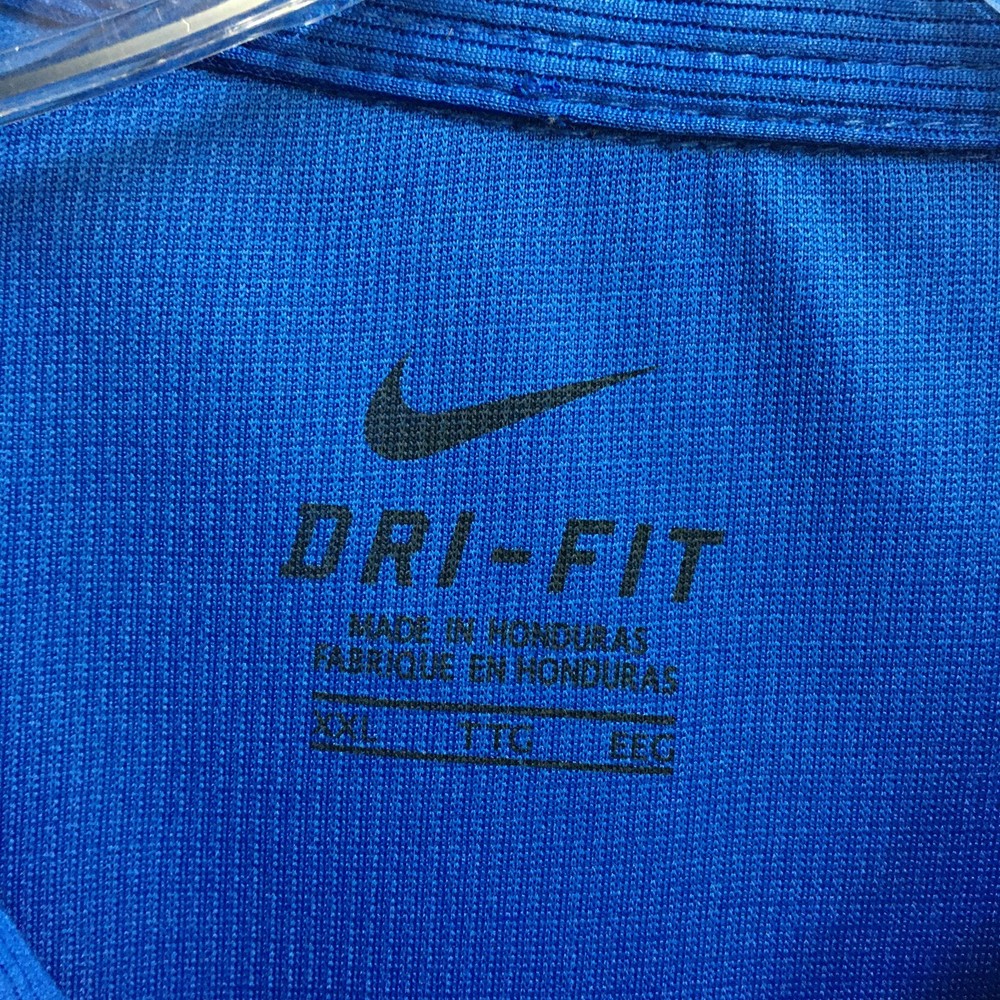 DRI-FIT
MADE IN HONDURAS
FABRIQUE EN HONDURAS
XXL TTG EEG